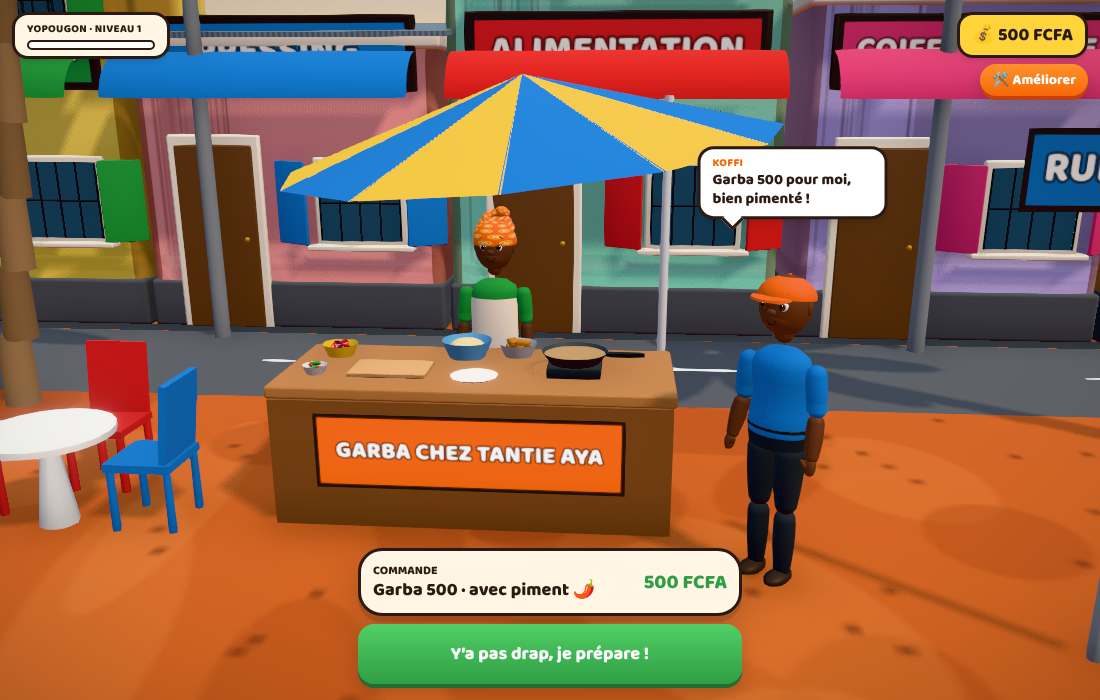 YOPOUGON · NIVEAU 1
ALIMENTATION
💰 500 FCFA
🛠️ Améliorer
KOFFI
Garba 500 pour moi,
bien pimenté !
GARBA CHEZ TANTIE AYA
COMMANDE
Garba 500 · avec piment 🌶️
500 FCFA
Y'a pas drap, je prépare !